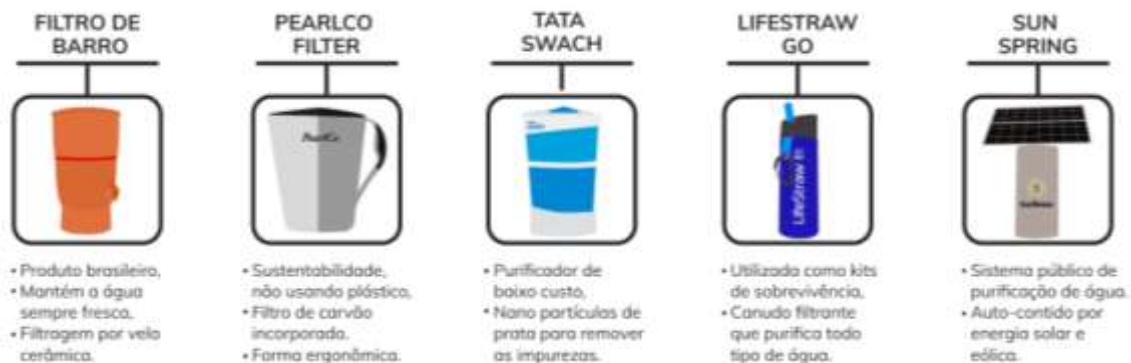 FILTRO DE
BARRO
• Produto brasileiro,
• Mantém a água
sempre fresca,
• Filtragem por vela
cerâmica.
PEARLCO
FILTER
PearlCo
• Sustentabilidade,
não usando plástico,
• Filtro de carvão
incorporado.
• Forma ergonômica.
TATA
SWACH
• Purificador de
baixo custo,
• Nano partículas de
prata para remover
as impurezas.
LIFESTRAW
GO
LifeStraw
• Utilizada como kits
de sobrevivência,
• Canudo filtrante
que purifica todo
tipo de água.
SUN
SPRING
• Sistema público de
purificação de água.
• Auto-contido por
energia solar e
eólica.